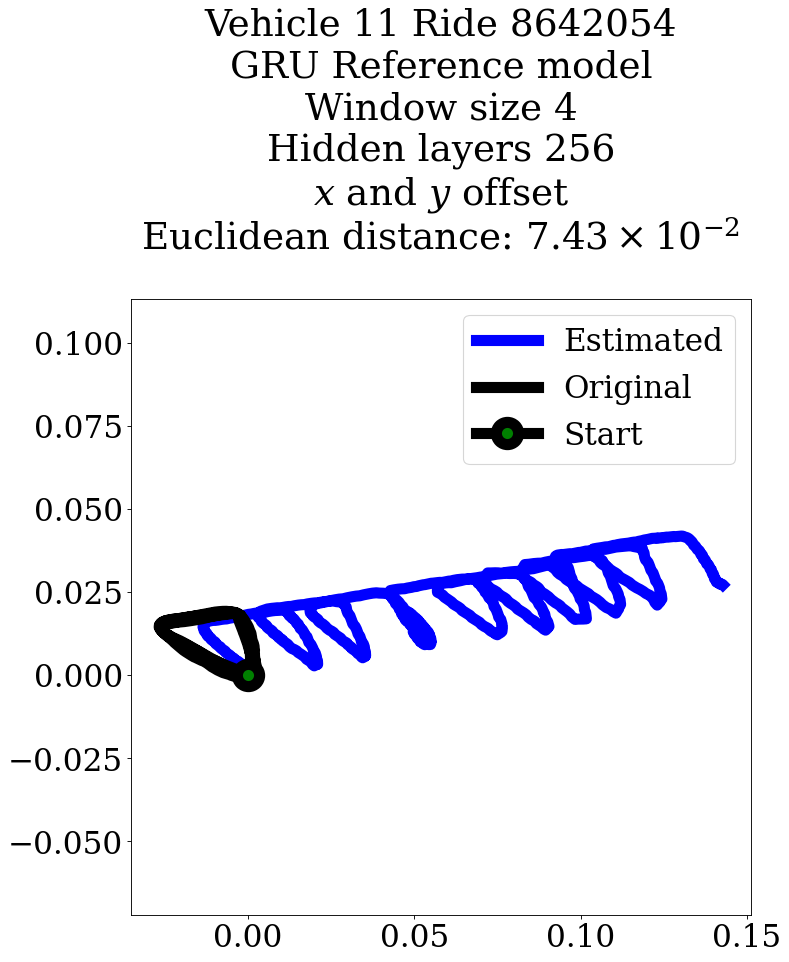 Vehicle 11 Ride 8642054
GRU Reference model
Window size 4
Hidden layers 256
x and y offset
Euclidean distance: 7.43 × 10⁻²
Estimated
Original
Start
0.100
0.075
0.050
0.025
0.000
−0.025
−0.050
0.00 0.05 0.10 0.15